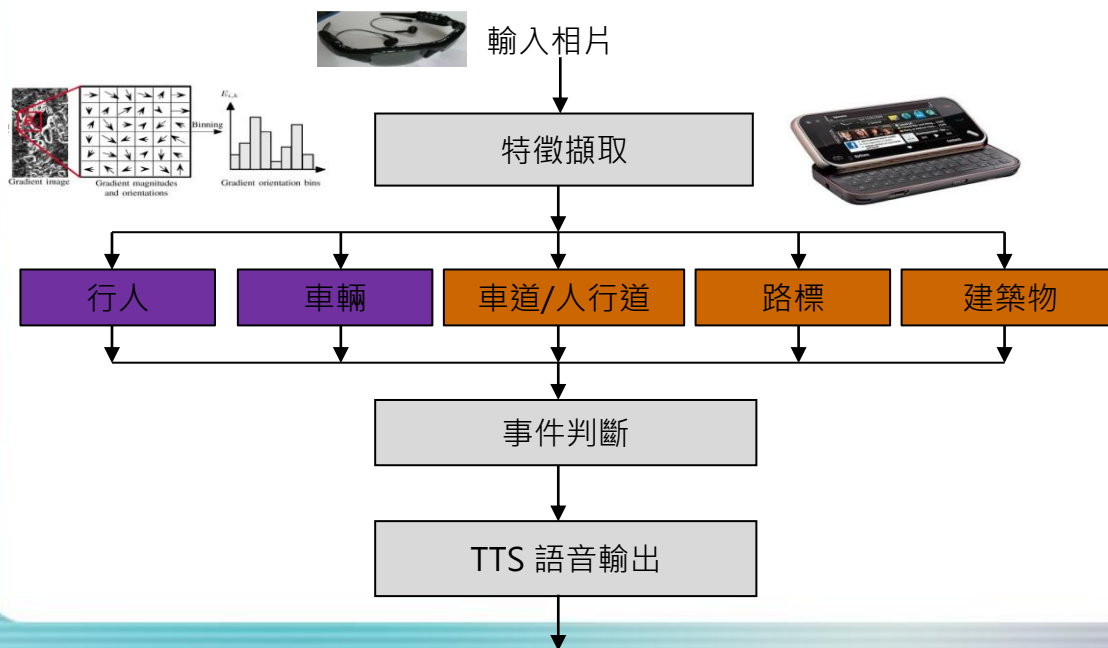 輸入相片
E
Binning
Gradient image
Gradient magnitudes
and orientations
Gradient orientation bins
特徵擷取
行人
車輛
車道/人行道
路標
建築物
事件判斷
TTS 語音輸出